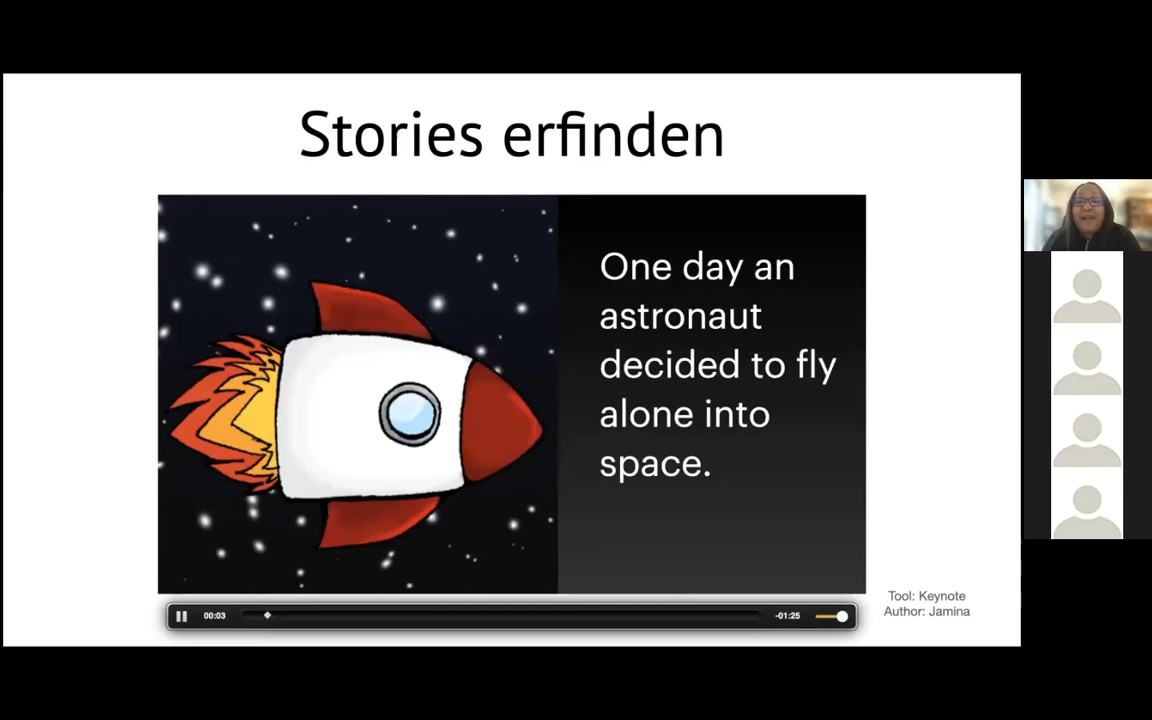 Stories erfinden
One day an
astronaut
decided to fly
alone into
space.
00:03
-01:25
Tool: Keynote
Author: Jamina